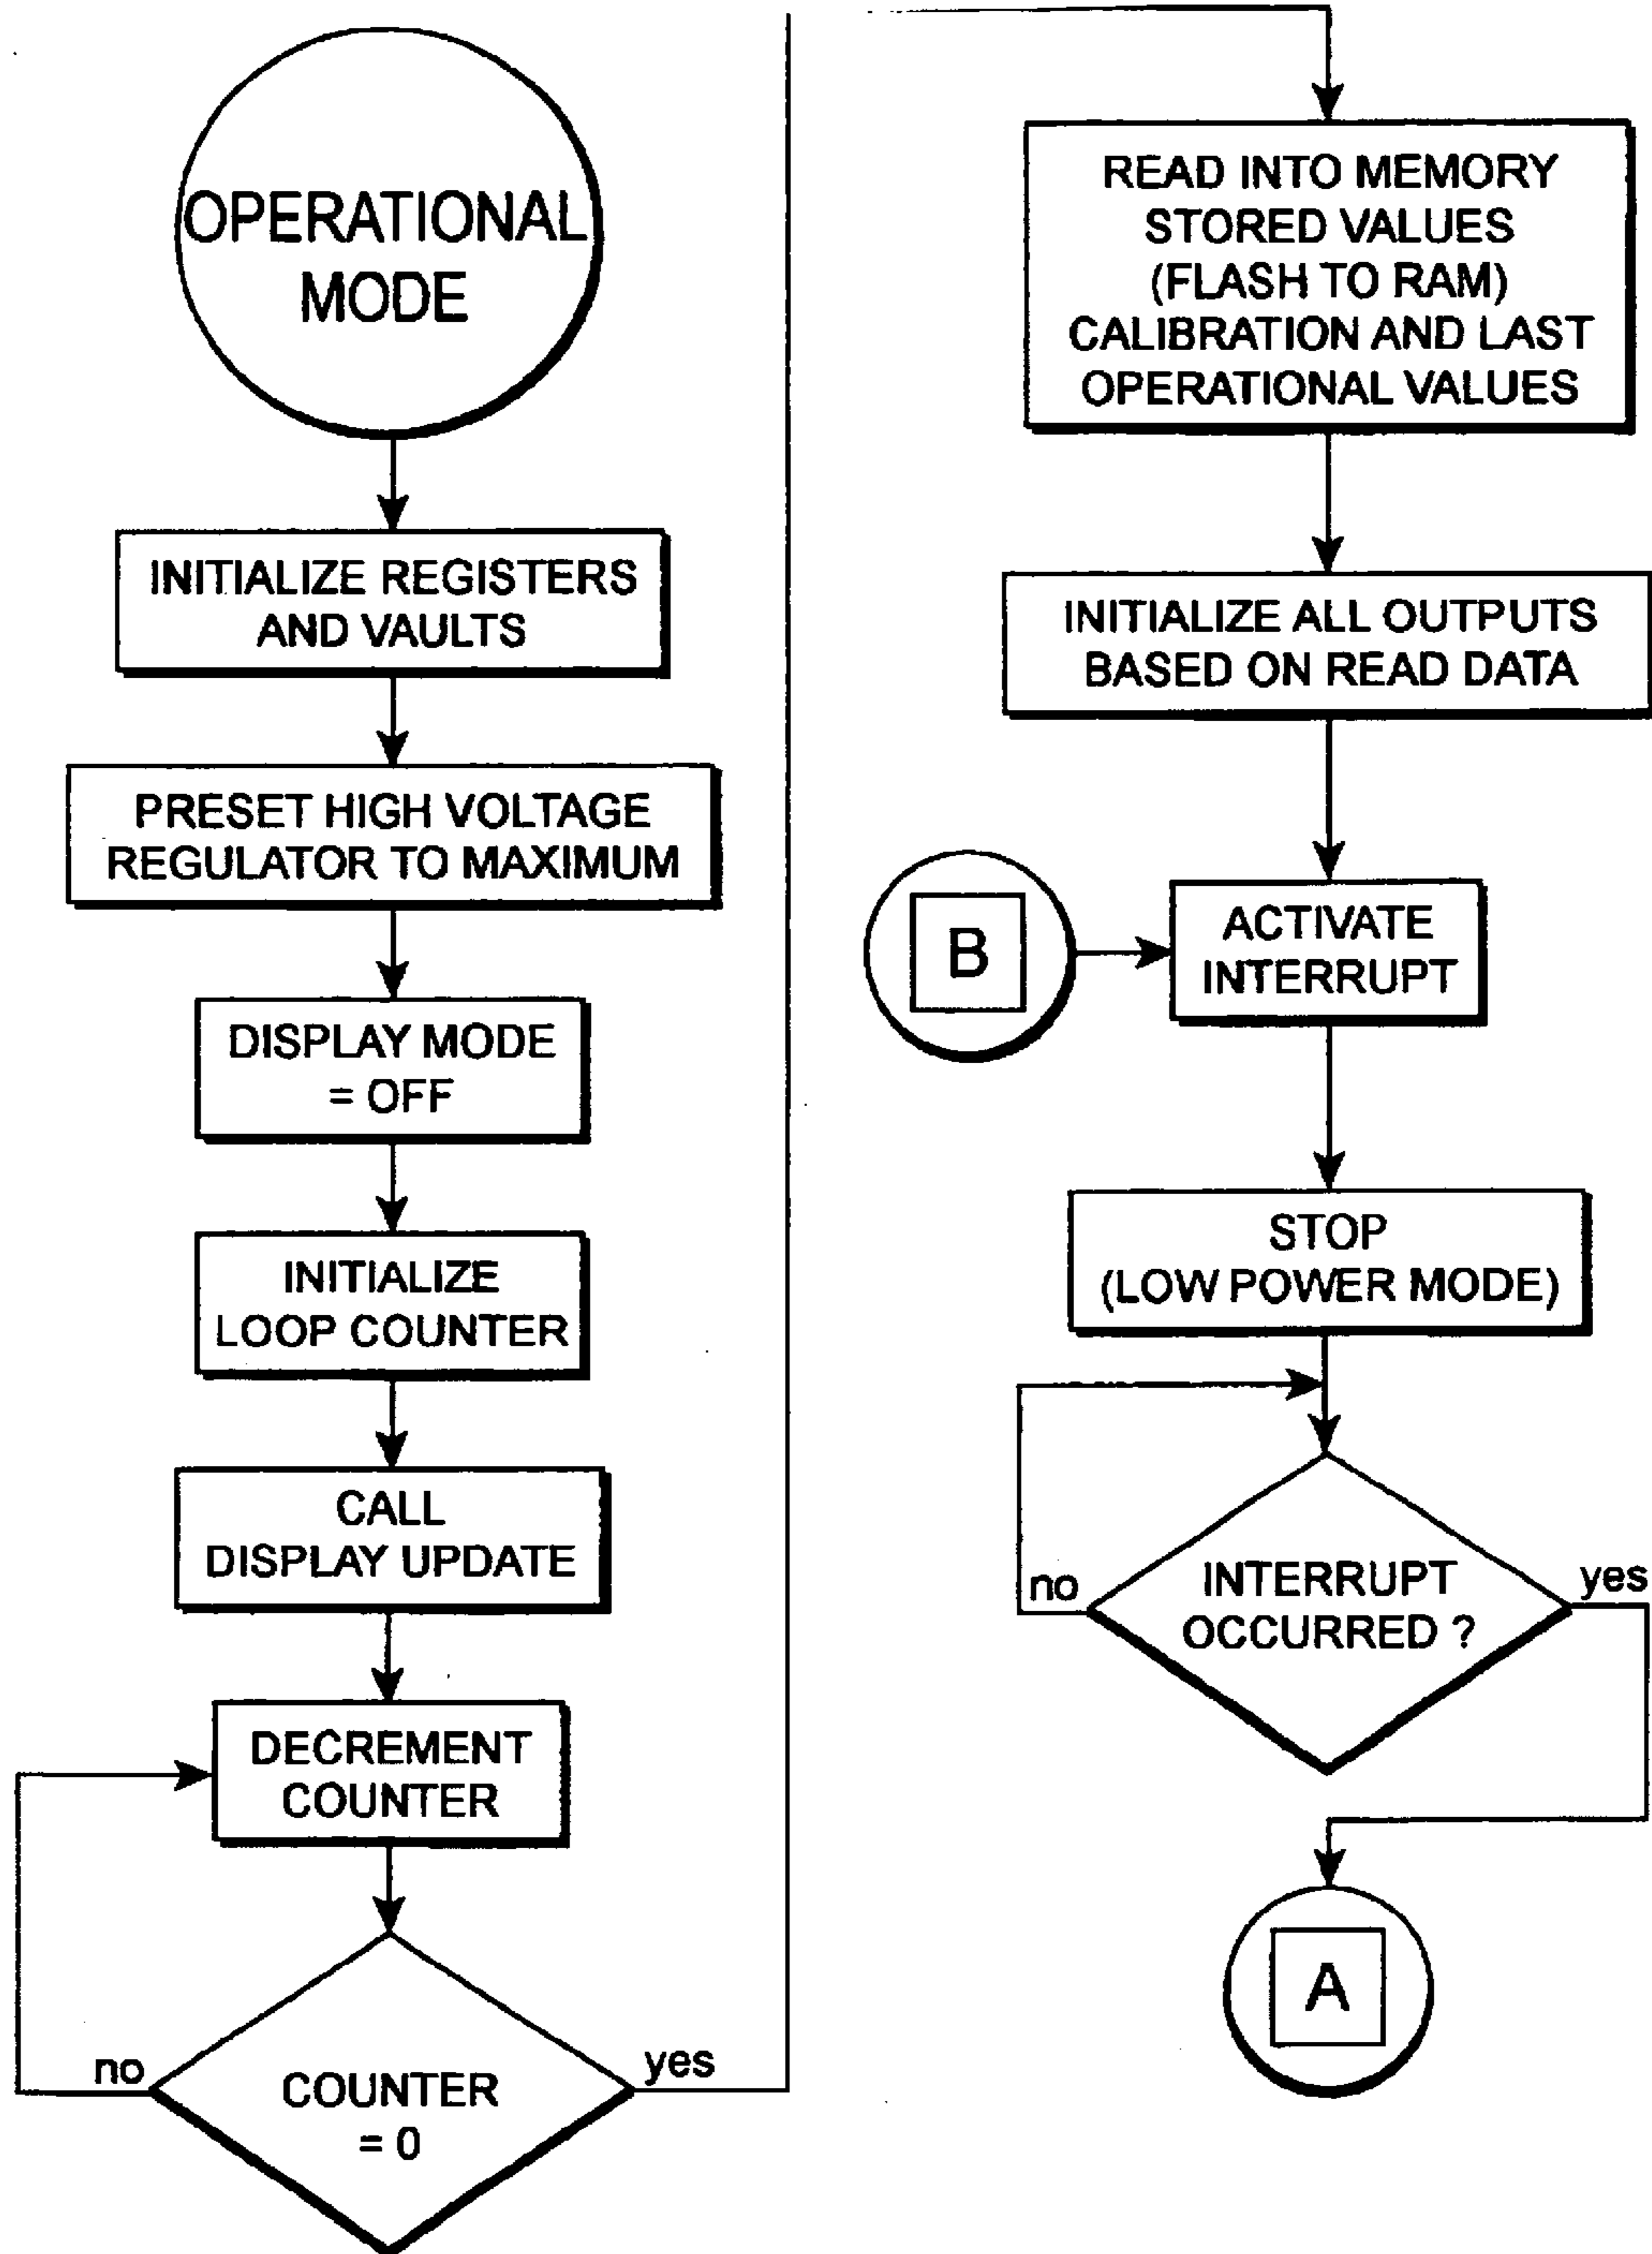 OPERATIONAL
MODE
INITIALIZE REGISTERS
AND VAULTS
PRESET HIGH VOLTAGE
REGULATOR TO MAXIMUM
DISPLAY MODE
= OFF
INITIALIZE
LOOP COUNTER
CALL
DISPLAY UPDATE
DECREMENT
COUNTER
no
yes
COUNTER
= 0
READ INTO MEMORY
STORED VALUES
(FLASH TO RAM)
CALIBRATION AND LAST
OPERATIONAL VALUES
INITIALIZE ALL OUTPUTS
BASED ON READ DATA
B
ACTIVATE
INTERRUPT
STOP
(LOW POWER MODE)
no
INTERRUPT
OCCURRED ?
yes
A